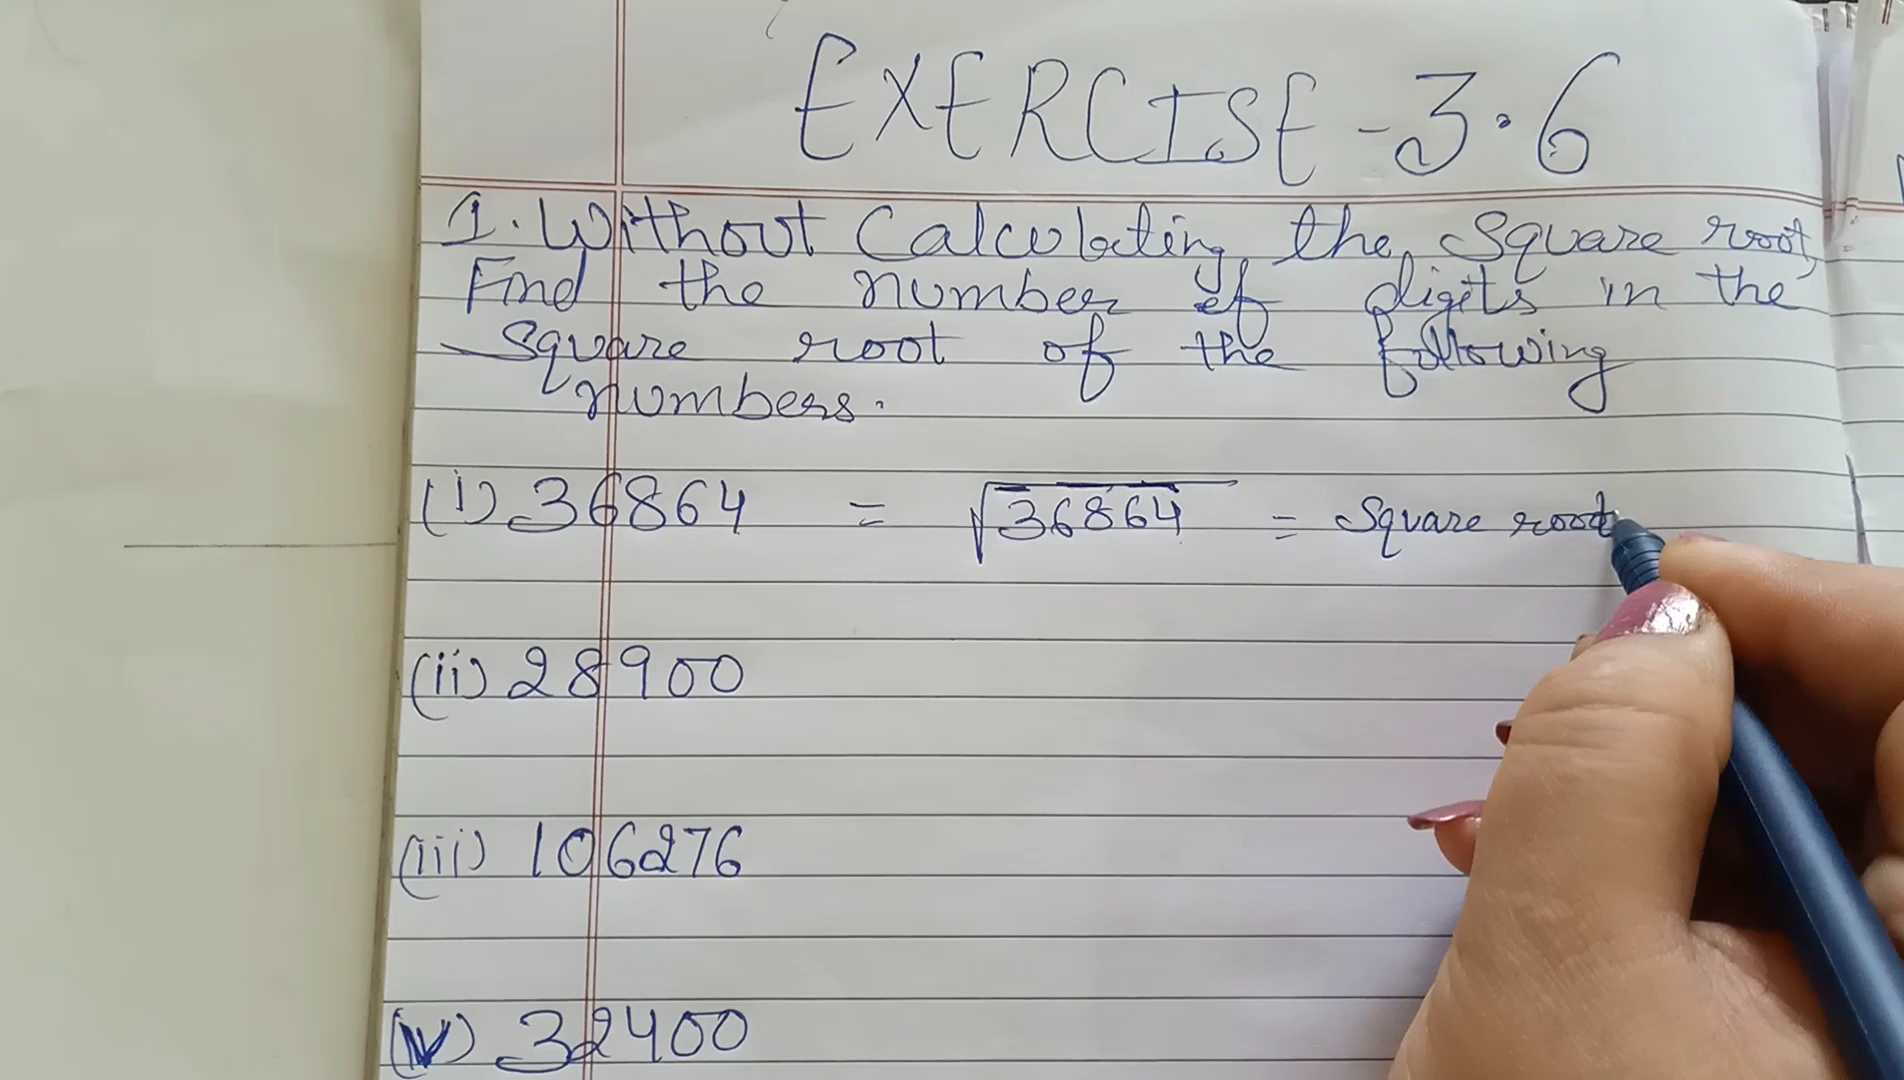 EXERCISE - 3.6
1. Without Calculating the Square root,
Find the number of digits in the
Square root of the following
numbers.
(i) 36864 = √36864 = Square root
(ii) 28900
(iii) 106276
(iv) 32400